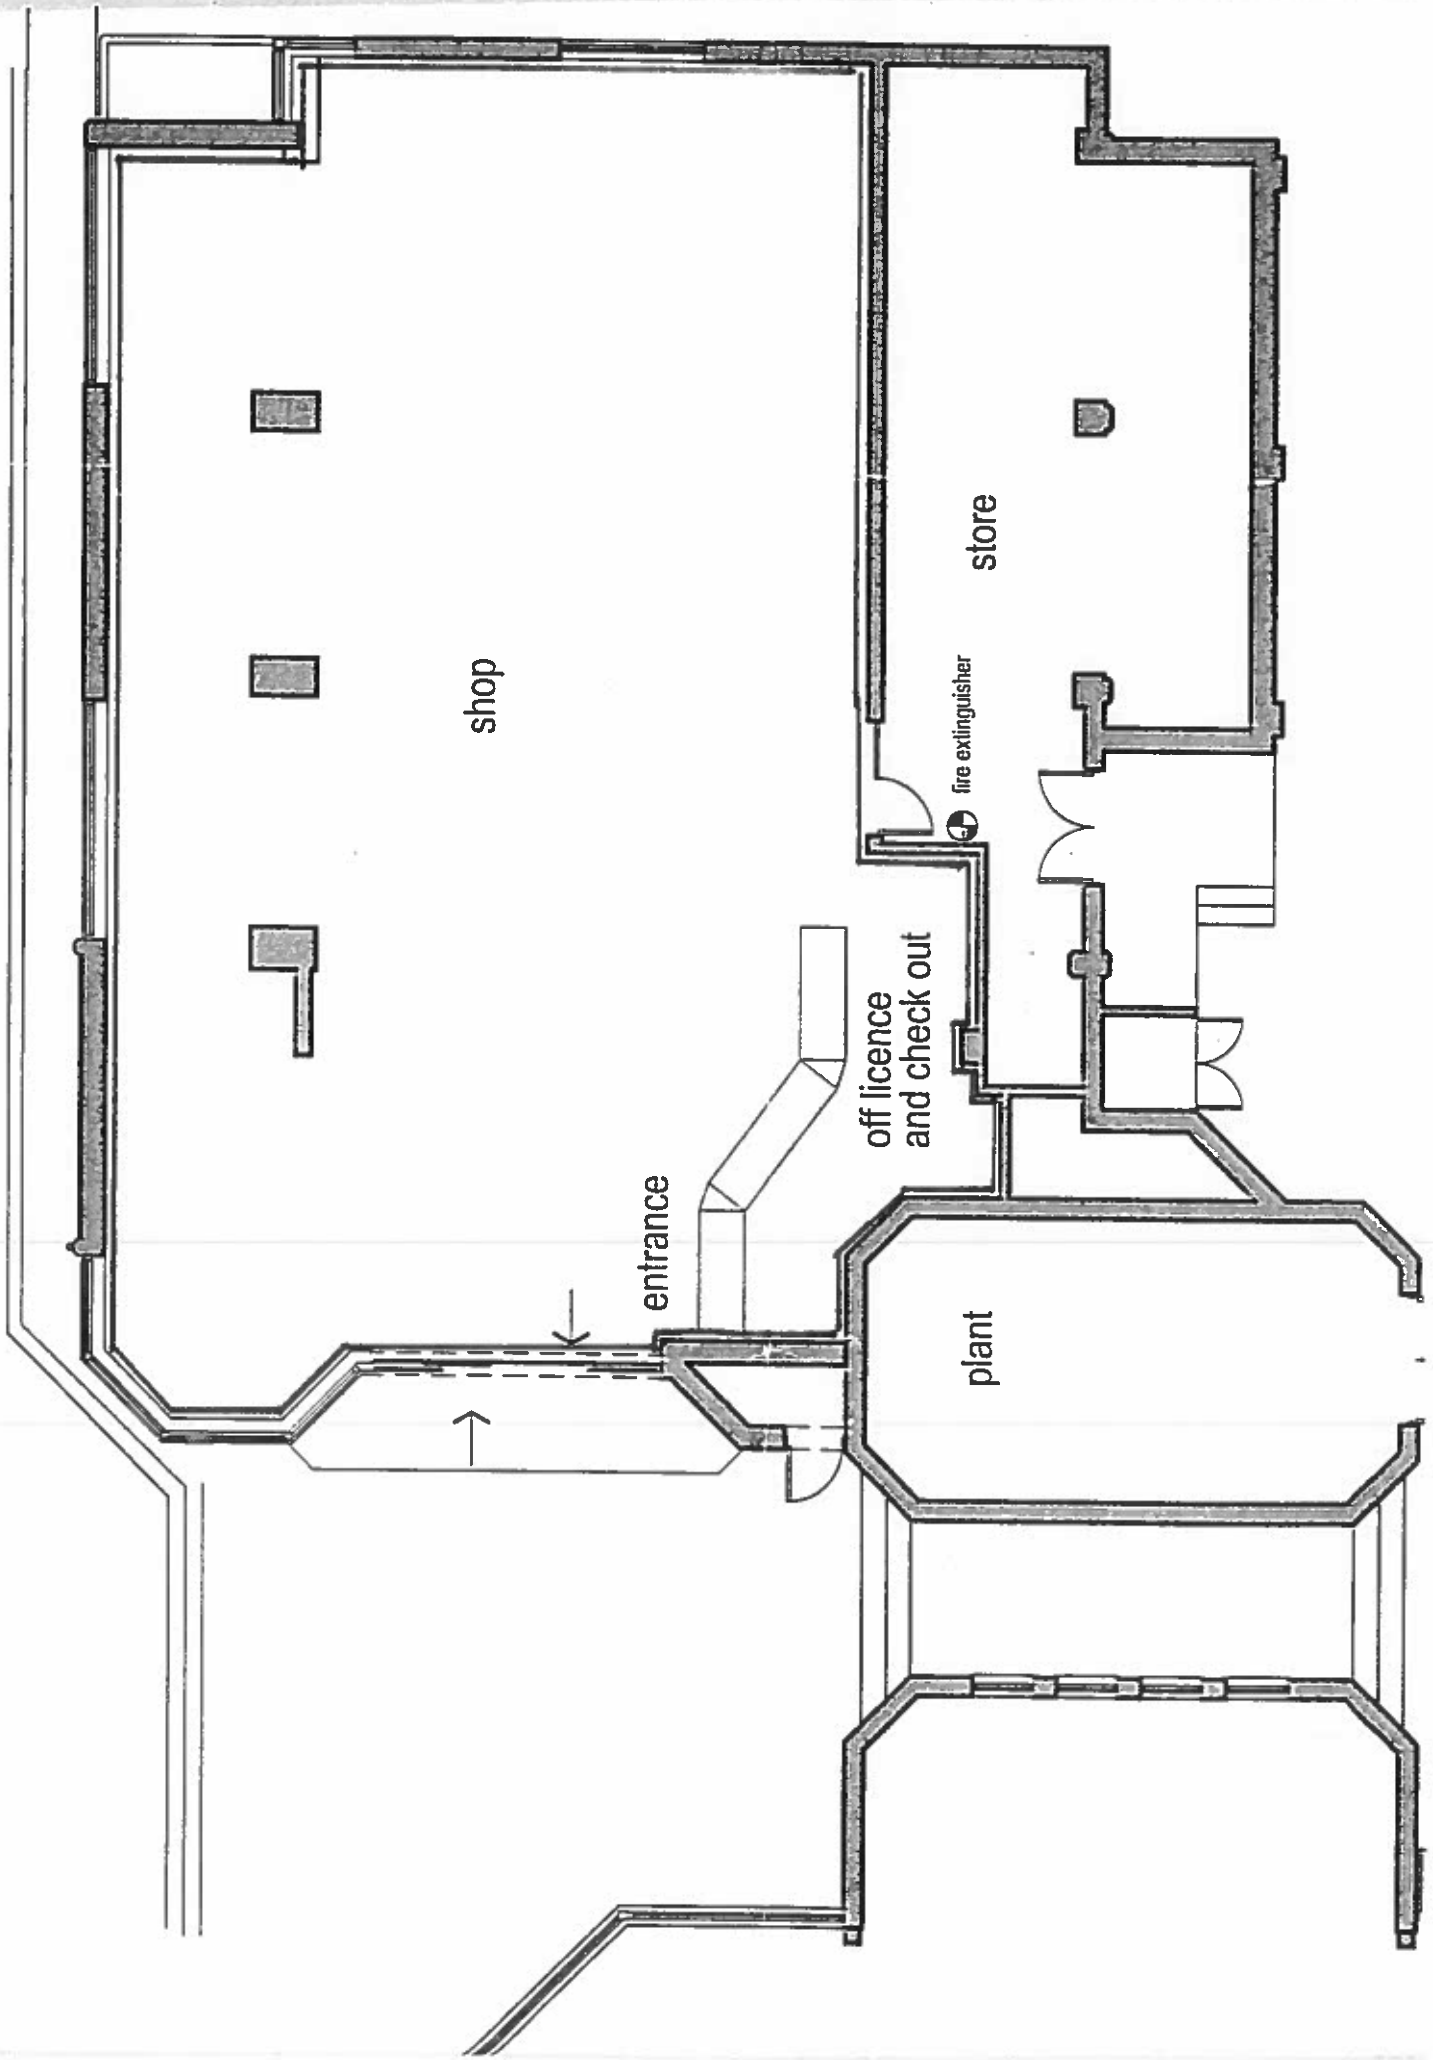 shop
store
fire extinguisher
off licence
and check out
entrance
plant